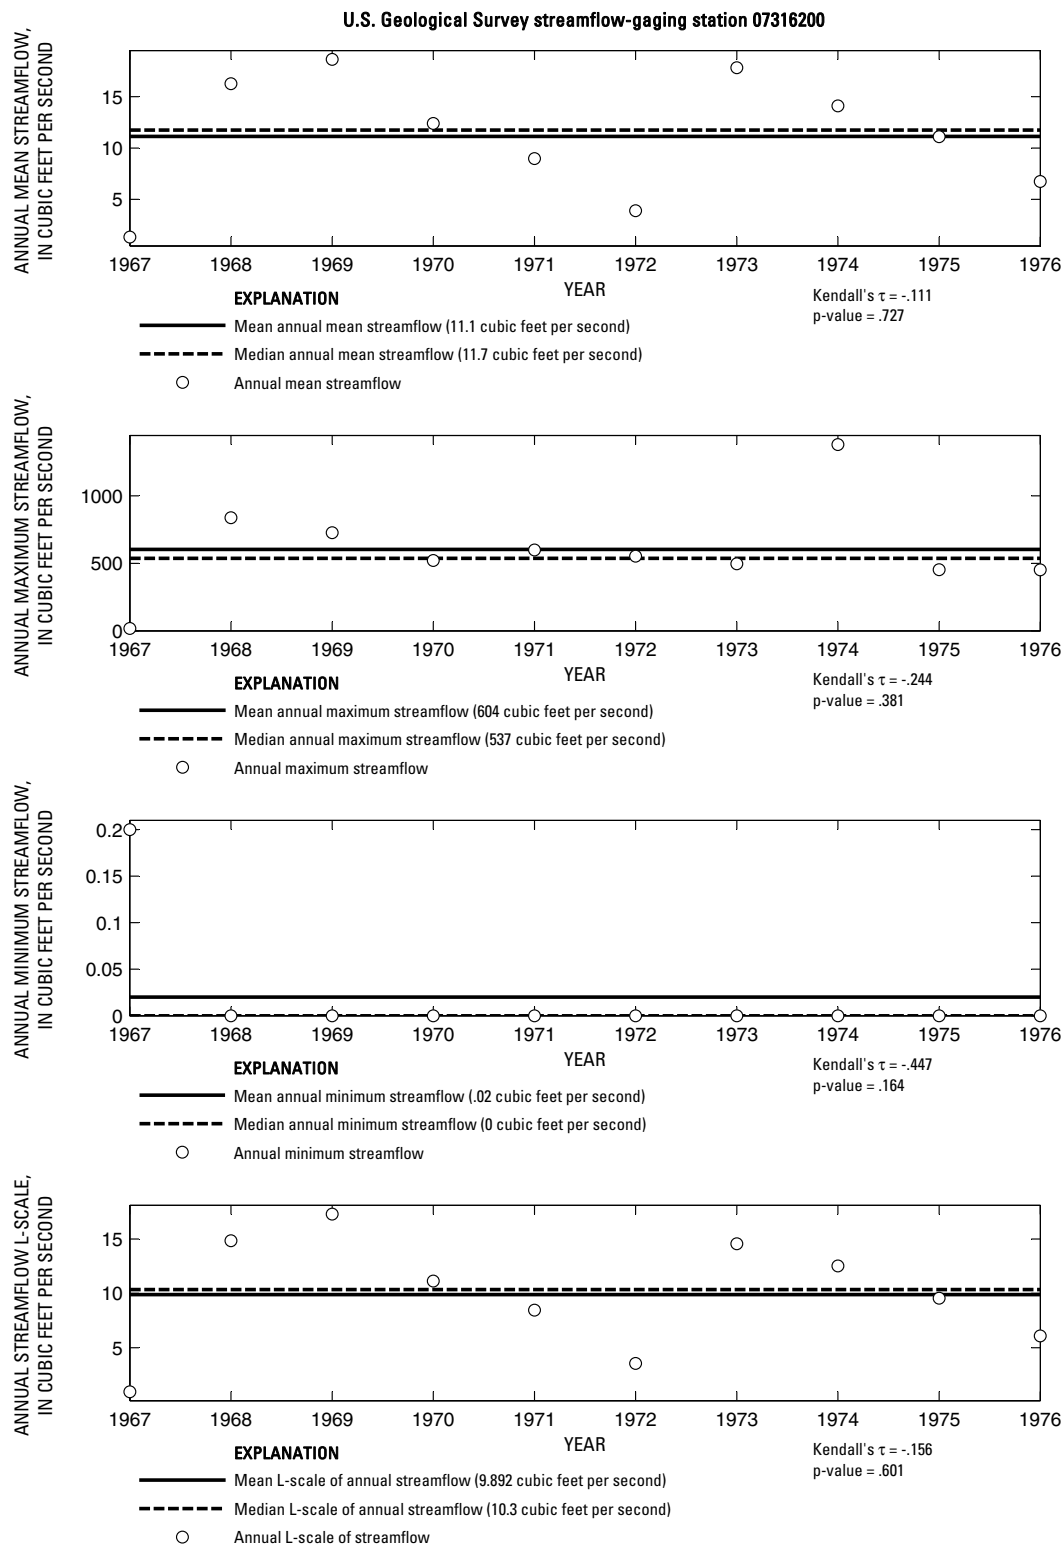 U.S. Geological Survey streamflow-gaging station 07316200
ANNUAL MEAN STREAMFLOW,
IN CUBIC FEET PER SECOND
15
10
5
1967 1968 1969 1970 1971 1972 1973 1974 1975 1976
YEAR
EXPLANATION
Mean annual mean streamflow (11.1 cubic feet per second)
Median annual mean streamflow (11.7 cubic feet per second)
Annual mean streamflow
Kendall's τ = -.111
p-value = .727
ANNUAL MAXIMUM STREAMFLOW,
IN CUBIC FEET PER SECOND
1000
500
0
1967 1968 1969 1970 1971 1972 1973 1974 1975 1976
YEAR
EXPLANATION
Mean annual maximum streamflow (604 cubic feet per second)
Median annual maximum streamflow (537 cubic feet per second)
Annual maximum streamflow
Kendall's τ = -.244
p-value = .381
ANNUAL MINIMUM STREAMFLOW,
IN CUBIC FEET PER SECOND
0.2
0.15
0.1
0.05
0
1967 1968 1969 1970 1971 1972 1973 1974 1975 1976
YEAR
EXPLANATION
Mean annual minimum streamflow (.02 cubic feet per second)
Median annual minimum streamflow (0 cubic feet per second)
Annual minimum streamflow
Kendall's τ = -.447
p-value = .164
ANNUAL STREAMFLOW L-SCALE,
IN CUBIC FEET PER SECOND
15
10
5
1967 1968 1969 1970 1971 1972 1973 1974 1975 1976
YEAR
EXPLANATION
Mean L-scale of annual streamflow (9.892 cubic feet per second)
Median L-scale of annual streamflow (10.3 cubic feet per second)
Annual L-scale of streamflow
Kendall's τ = -.156
p-value = .601